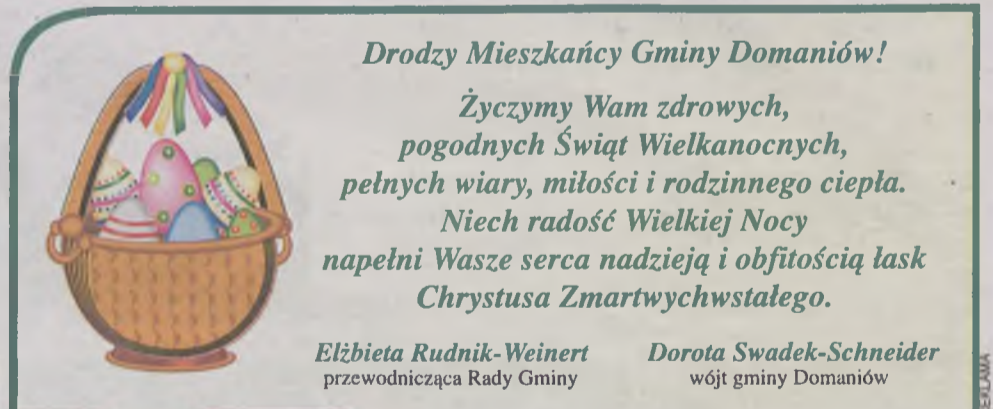 Drodzy Mieszkańcy Gminy Domaniów!
Życzymy Wam zdrowych,
pogodnych Świąt Wielkanocnych,
pełnych wiary, miłości i rodzinnego ciepła.
Niech radość Wielkiej Nocy
napełni Wasze serca nadzieją i obfitością łask
Chrystusa Zmartwychwstałego.
Elżbieta Rudnik-Weinert
przewodnicząca Rady Gminy
Dorota Swadek-Schneider
wójt gminy Domaniów
REKLAMA